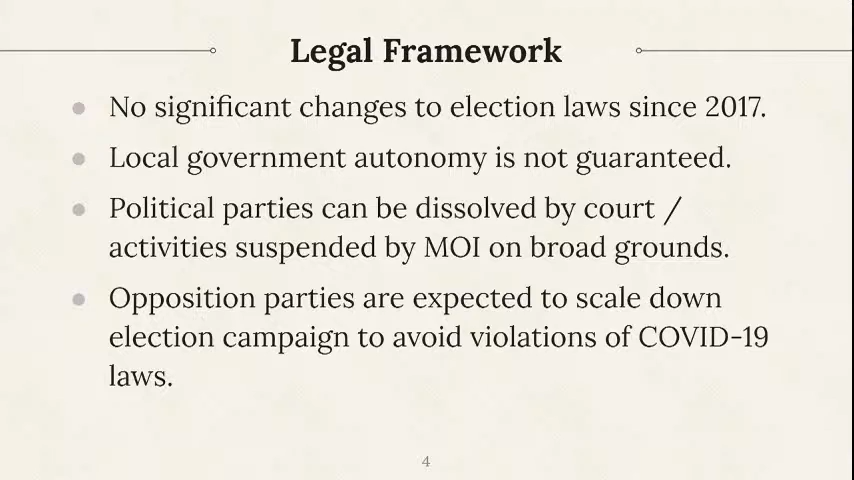 Legal Framework
No significant changes to election laws since 2017.
Local government autonomy is not guaranteed.
Political parties can be dissolved by court /
activities suspended by MOI on broad grounds.
Opposition parties are expected to scale down
election campaign to avoid violations of COVID-19
laws.
4